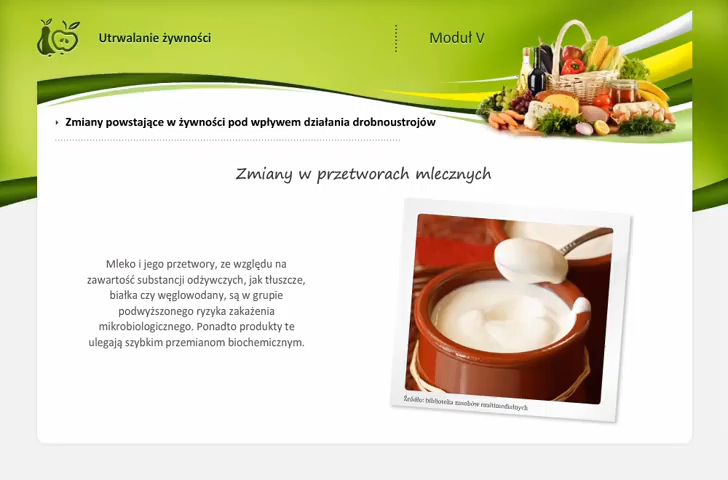 Utrwalanie żywności
Moduł V
Zmiany powstające w żywności pod wpływem działania drobnoustrojów
Zmiany w przetworach mlecznych
Mleko i jego przetwory, ze względu na
zawartość substancji odżywczych, jak tłuszcze,
białka czy węglowodany, są w grupie
podwyższonego ryzyka zakażenia
mikrobiologicznego. Ponadto produkty te
ulegają szybkim przemianom biochemicznym.
Źródło: biblioteka zasobów multimedialnych